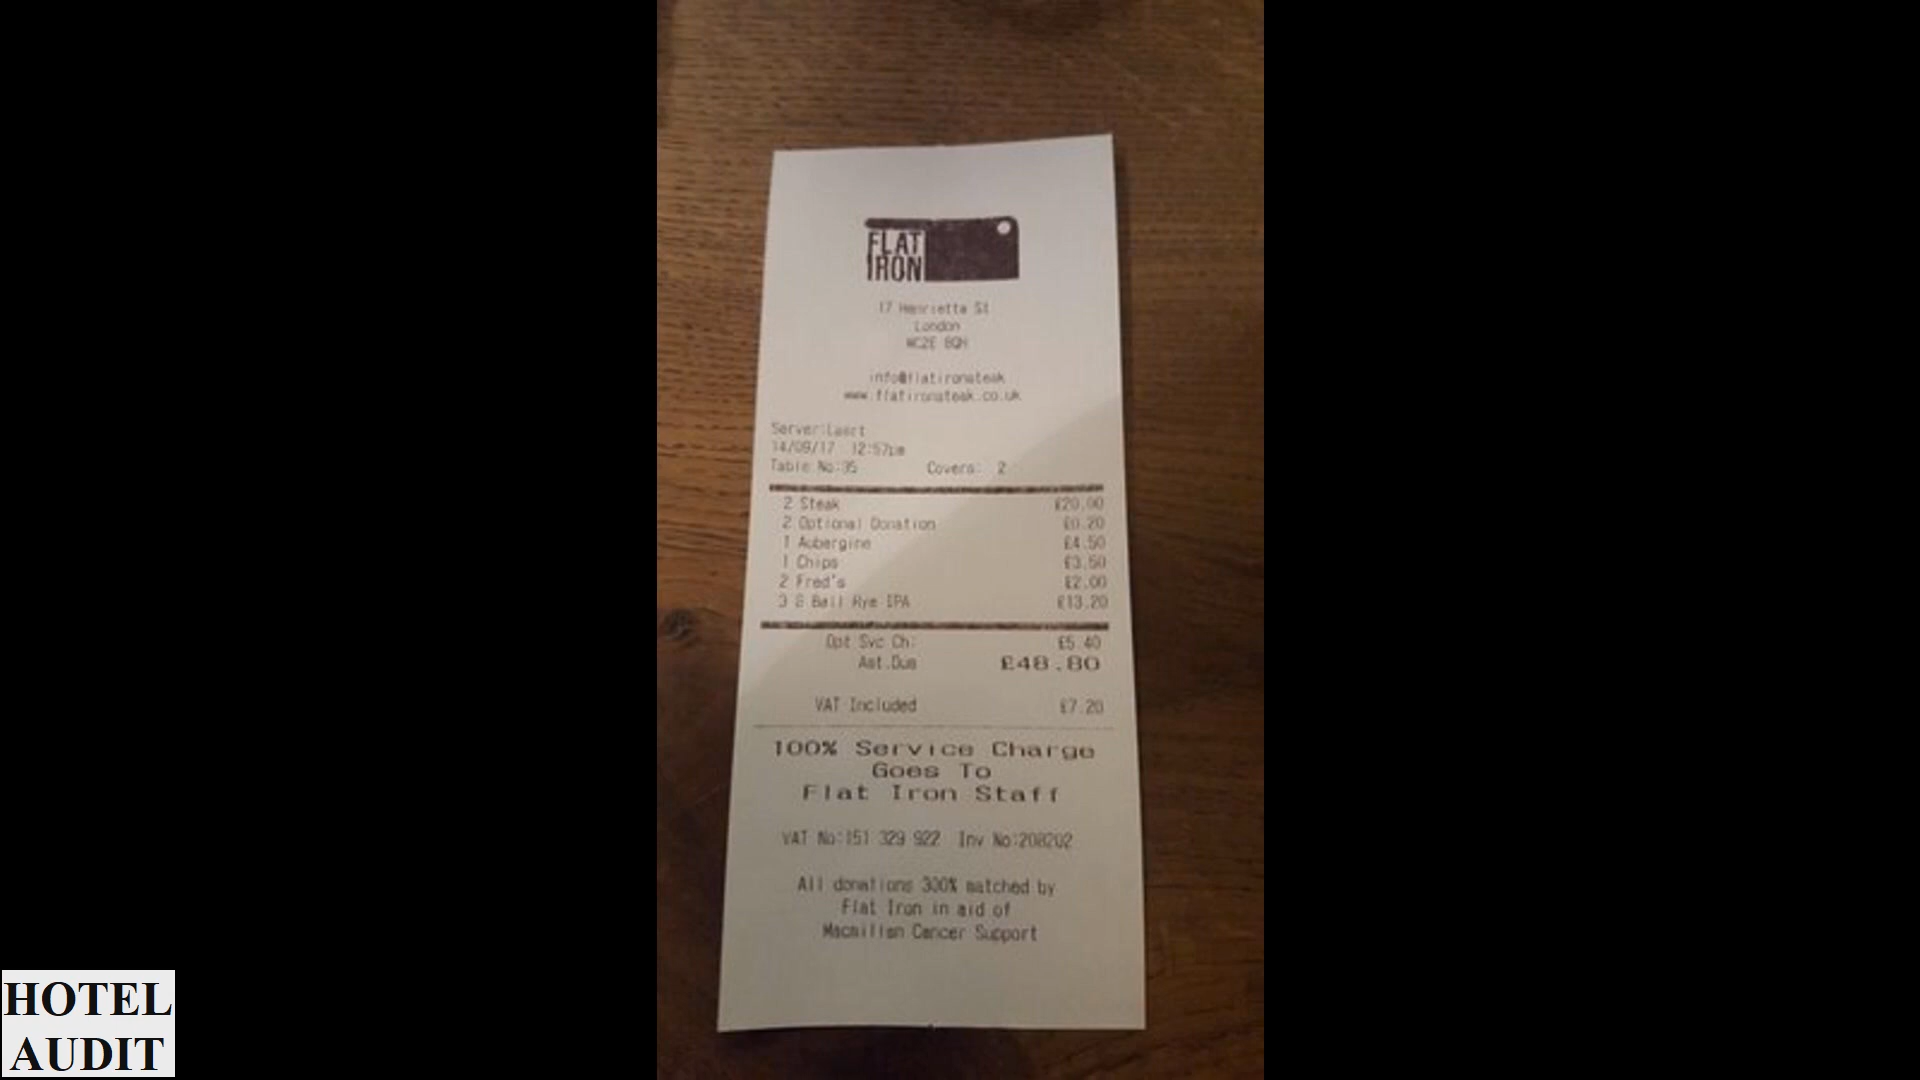 FLAT
IRON
17 Henrietta St
London
WC2E 8QH
info@flatironsteak
www.flatironsteak.co.uk
Server:
14/09/17 12:57pm
Table No:35 Covers: 2
2 Steak £20.00
2 Optional Donation £0.20
1 Aubergine £4.50
1 Chips £3.50
2 Fred's £2.00
3 8 Ball Rye IPA £13.20
Opt Svc Ch: £5.40
Amt.Due £48.80
VAT Included £7.20
100% Service Charge
Goes To
Flat Iron Staff
VAT No:151 329 922 Inv No:208202
All donations 300% matched by
Flat Iron in aid of
Macmillan Cancer Support
HOTEL
AUDIT